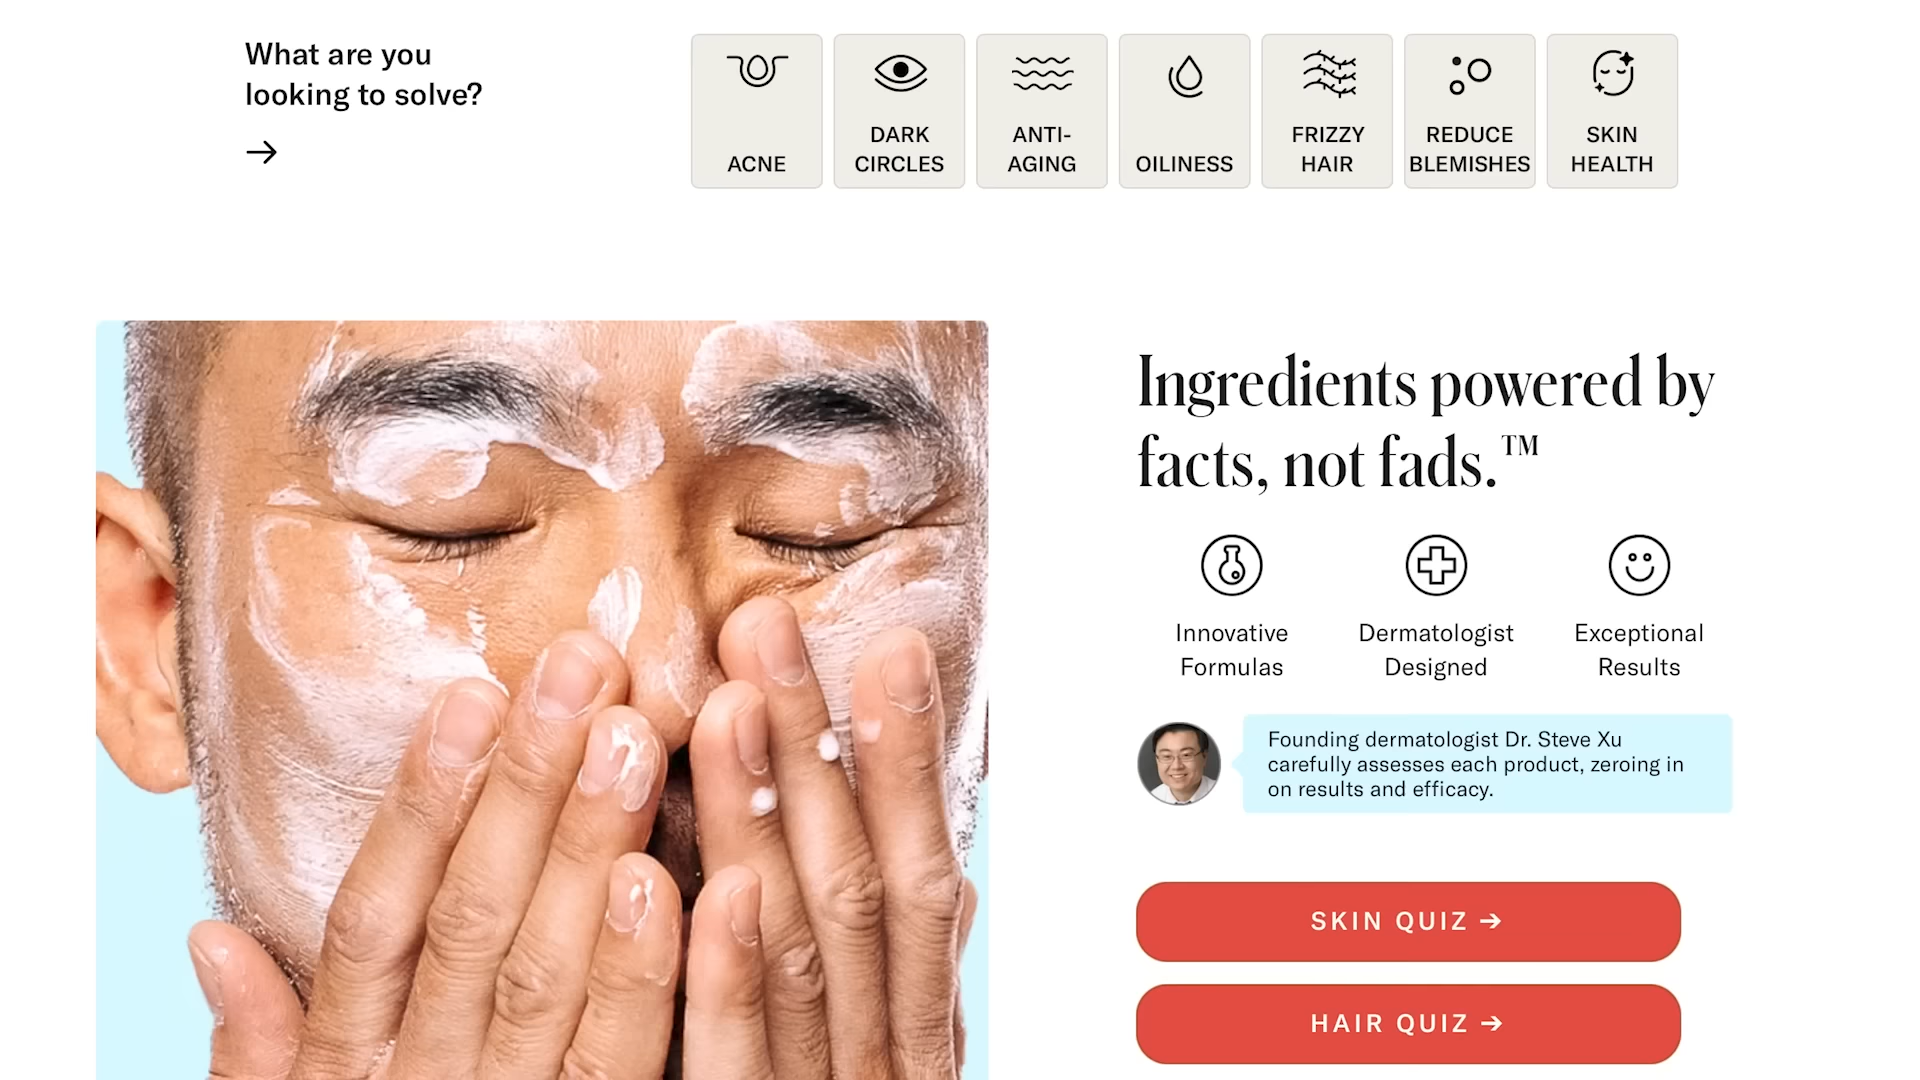 What are you
looking to solve?
ACNE
DARK
CIRCLES
ANTI-
AGING
OILINESS
FRIZZY
HAIR
REDUCE
BLEMISHES
SKIN
HEALTH
Ingredients powered by
facts, not fads.™
Innovative
Formulas
Dermatologist
Designed
Exceptional
Results
Founding dermatologist Dr. Steve Xu
carefully assesses each product, zeroing in
on results and efficacy.
SKIN QUIZ →
HAIR QUIZ →